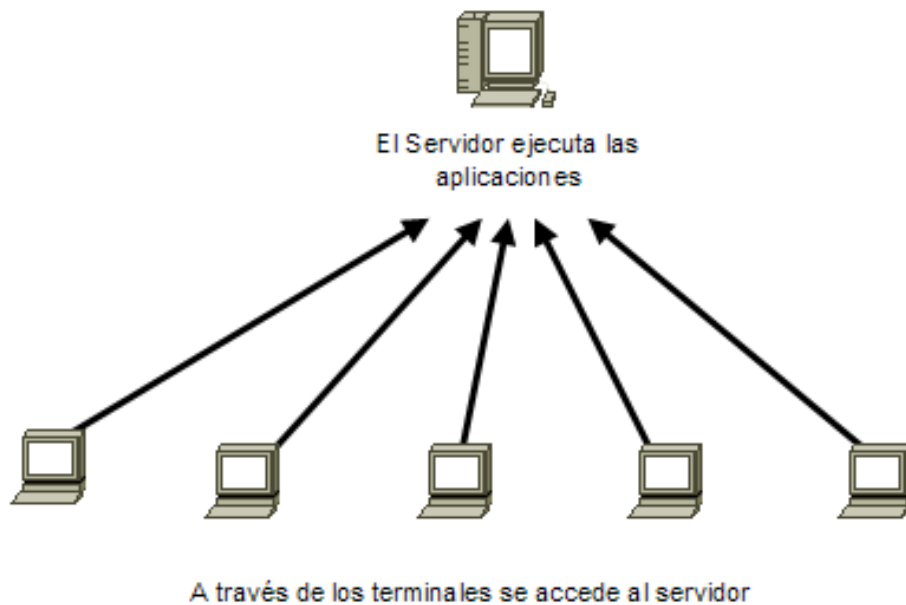 El Servidor ejecuta las
aplicaciones
A través de los terminales se accede al servidor